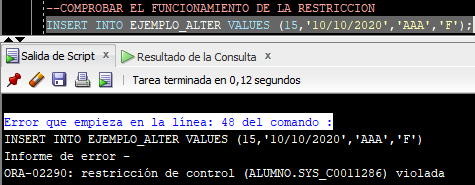 --COMPROBAR EL FUNCIONAMIENTO DE LA RESTRICCION
INSERT INTO EJEMPLO_ALTER VALUES (15,'10/10/2020','AAA','F');
Salida de Script x Resultado de la Consulta x
Tarea terminada en 0,12 segundos
Error que empieza en la línea: 48 del comando :
INSERT INTO EJEMPLO_ALTER VALUES (15,'10/10/2020','AAA','F')
Informe de error -
ORA-02290: restricción de control (ALUMNO.SYS_C0011286) violada